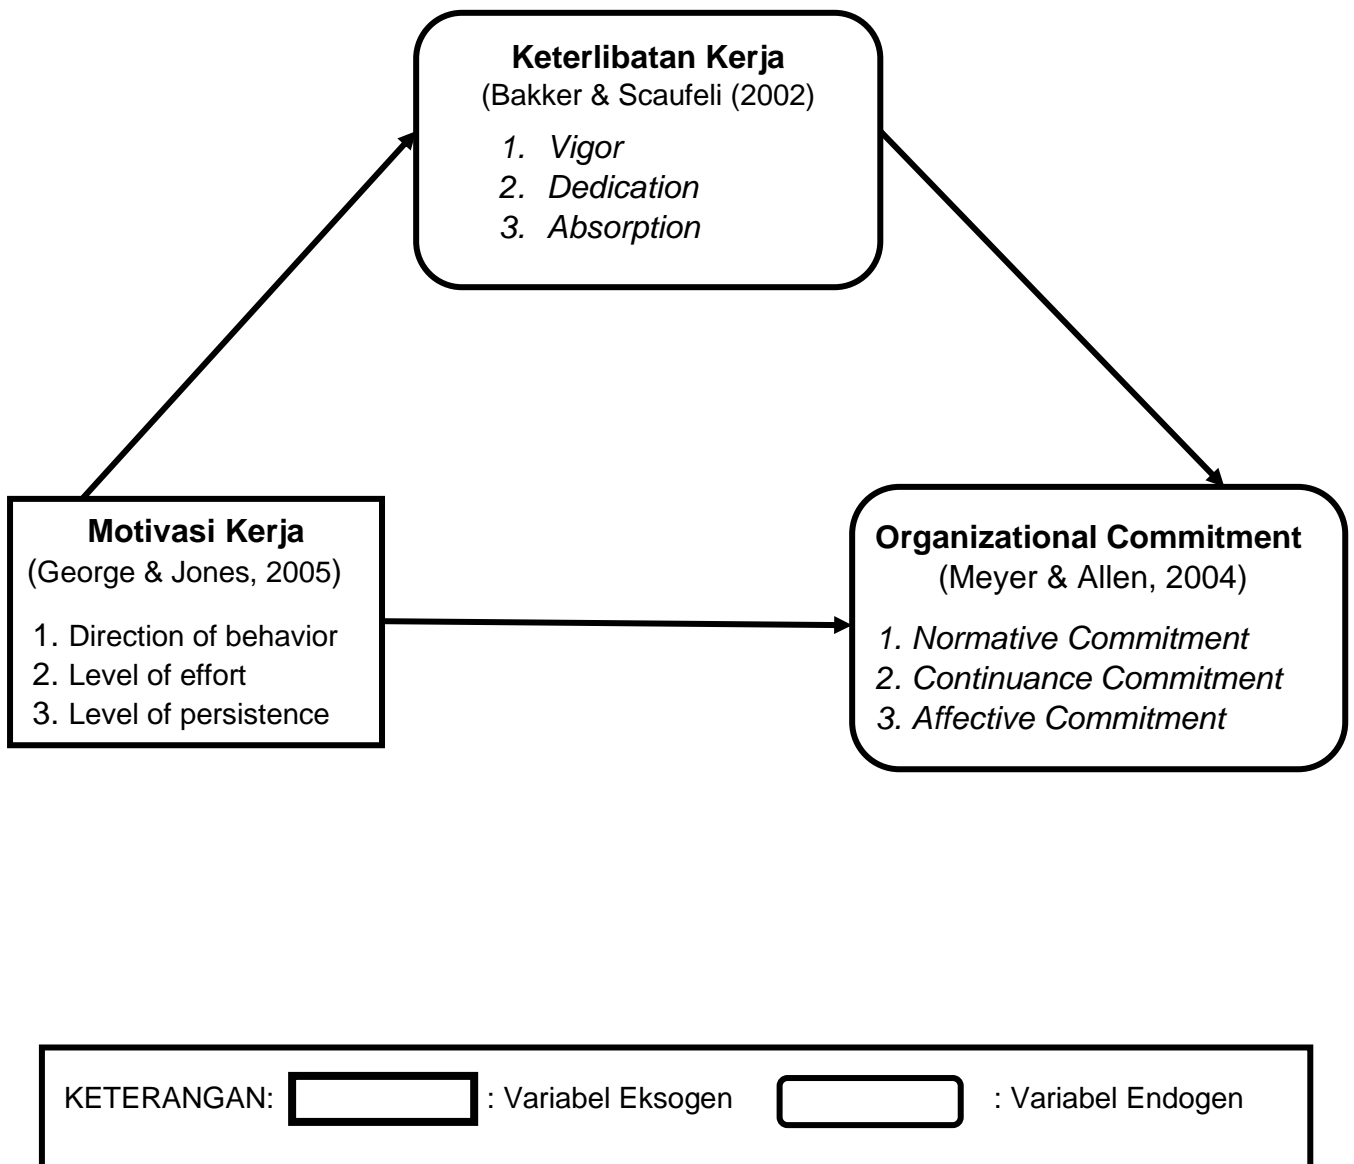 Keterlibatan Kerja
(Bakker & Scaufeli (2002)
1. Vigor
2. Dedication
3. Absorption
Motivasi Kerja
(George & Jones, 2005)
1. Direction of behavior
2. Level of effort
3. Level of persistence
Organizational Commitment
(Meyer & Allen, 2004)
1. Normative Commitment
2. Continuance Commitment
3. Affective Commitment
KETERANGAN: : Variabel Eksogen : Variabel Endogen